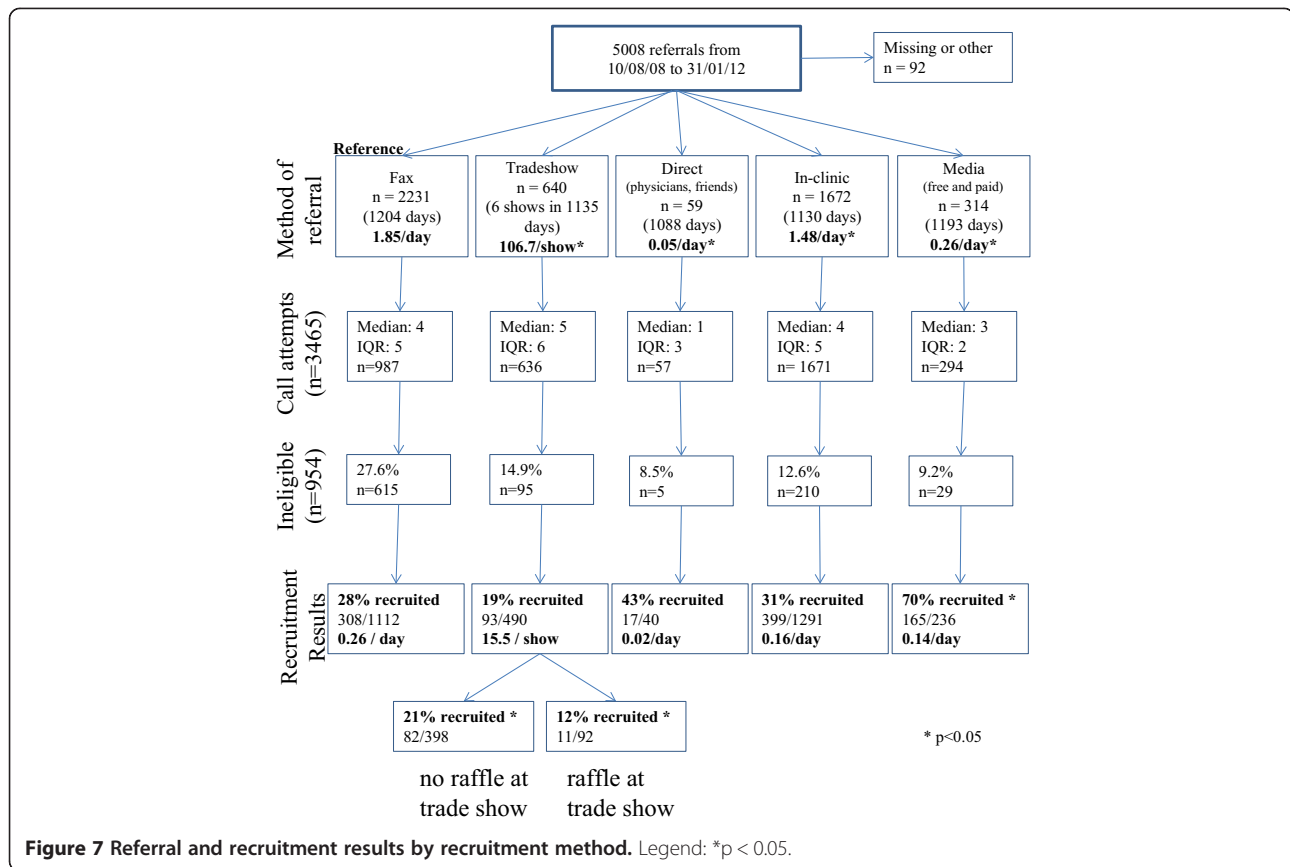 5008 referrals from
10/08/08 to 31/01/12
Missing or other
n = 92
Method of
referral
Reference
Fax
n = 2231
(1204 days)
1.85/day
Tradeshow
n = 640
(6 shows in 1135
days)
106.7/show*
Direct
(physicians, friends)
n = 59
(1088 days)
0.05/day*
In-clinic
n = 1672
(1130 days)
1.48/day*
Media
(free and paid)
n = 314
(1193 days)
0.26/day*
Call attempts
(n=3465)
Median: 4
IQR: 5
n=987
Median: 5
IQR: 6
n=636
Median: 1
IQR: 3
n=57
Median: 4
IQR: 5
n= 1671
Median: 3
IQR: 2
n=294
Ineligible
(n=954)
27.6%
n=615
14.9%
n=95
8.5%
n=5
12.6%
n=210
9.2%
n=29
Recruitment
Results
28% recruited
308/1112
0.26 / day
19% recruited
93/490
15.5 / show
43% recruited
17/40
0.02/day
31% recruited
399/1291
0.16/day
70% recruited *
165/236
0.14/day
21% recruited *
82/398
12% recruited *
11/92
* p<0.05
no raffle at
trade show
raffle at
trade show
Figure 7 Referral and recruitment results by recruitment method. Legend: *p < 0.05.